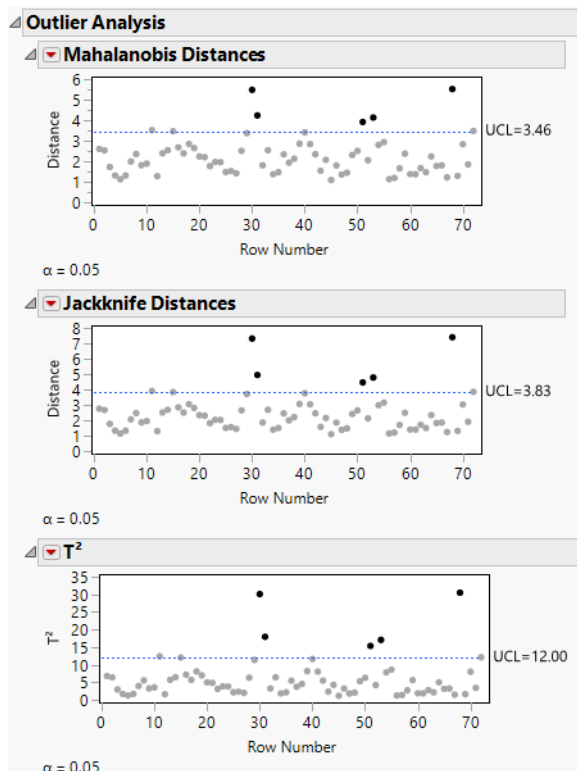 Outlier Analysis
Mahalanobis Distances
6
5
4
3
2
1
0
Distance
UCL=3.46
0 10 20 30 40 50 60 70
Row Number
α = 0.05
Jackknife Distances
8
7
6
5
4
3
2
1
0
Distance
UCL=3.83
0 10 20 30 40 50 60 70
Row Number
α = 0.05
T²
35
30
25
20
15
10
5
0
T²
UCL=12.00
0 10 20 30 40 50 60 70
Row Number
α = 0.05